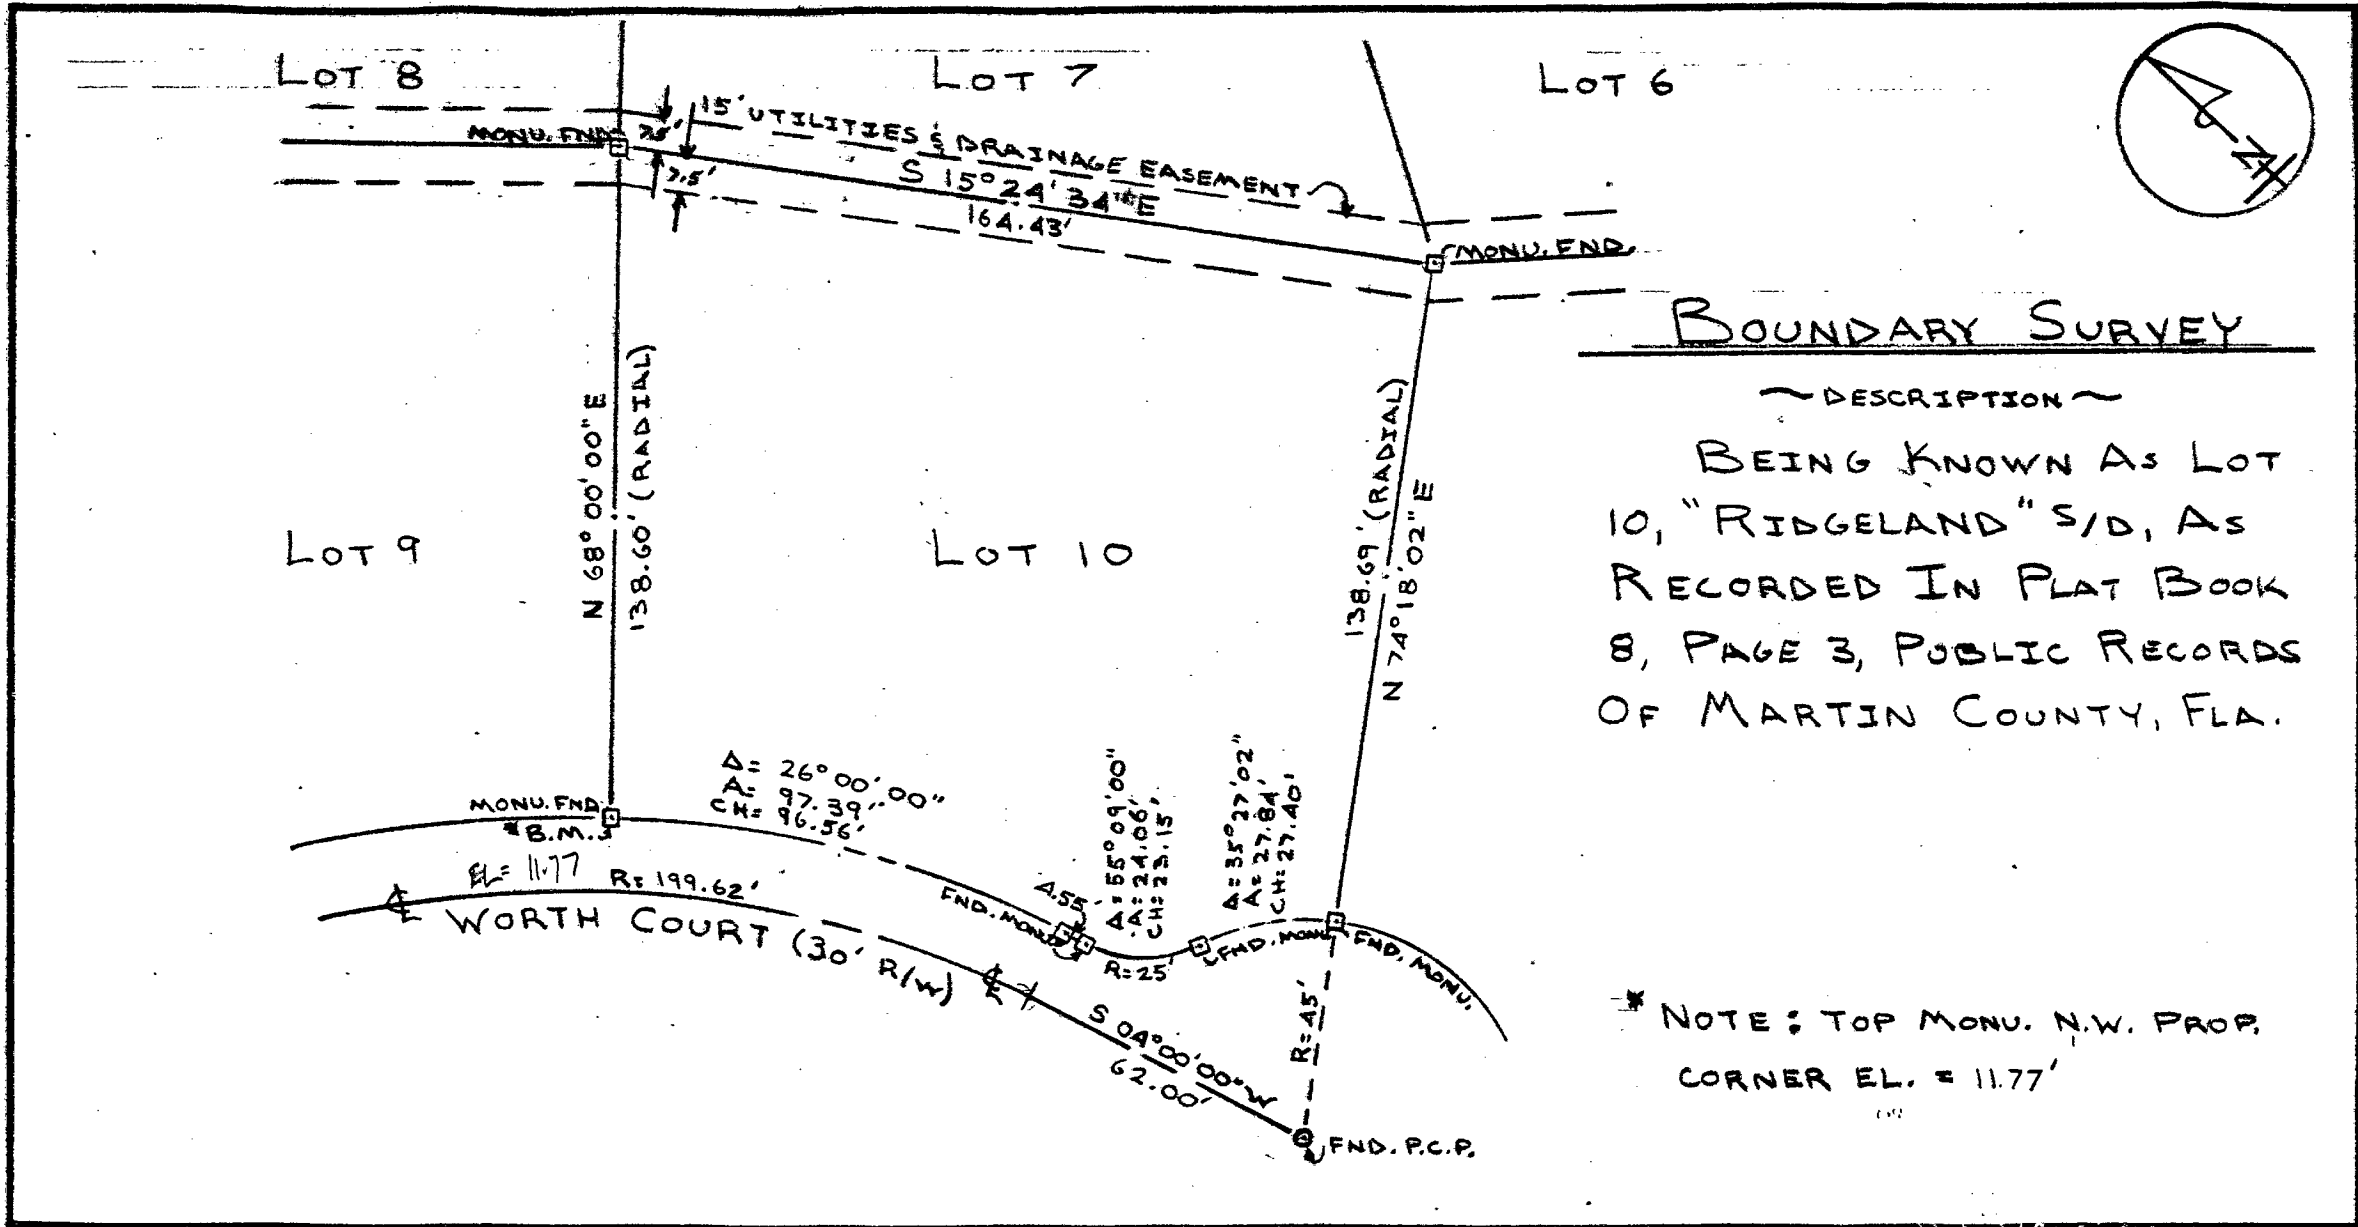 LOT 8
LOT 7
LOT 6
N
MONU. FND.
7.5'
15' UTILITIES & DRAINAGE EASEMENT
7.5'
S 15° 24' 34" E
164.43'
MONU. FND.
BOUNDARY SURVEY
~ DESCRIPTION ~
BEING KNOWN AS LOT
10, "RIDGELAND" S/D, AS
RECORDED IN PLAT BOOK
8, PAGE 3, PUBLIC RECORDS
OF MARTIN COUNTY, FLA.
N 68° 00' 00" E
138.60' (RADIAL)
138.69' (RADIAL)
N 74° 18' 02" E
LOT 9
LOT 10
Δ= 26° 00' 00"
A= 97.39'
CH= 96.56'
Δ= 55° 09' 00"
A= 24.06'
CH= 23.15'
Δ= 35° 27' 02"
A= 27.84'
CH= 27.40'
MONU. FND.
* B.M.
EL= 11.77
R= 199.62'
℄ WORTH COURT (30' R/W) ℄
FND. MONU.
4.55'
R=25'
FND. MONU.
FND. MONU.
R=45'
S 04° 00' 00" W
62.00'
FND. P.C.P.
* NOTE: TOP MONU. N.W. PROP.
CORNER EL. = 11.77'